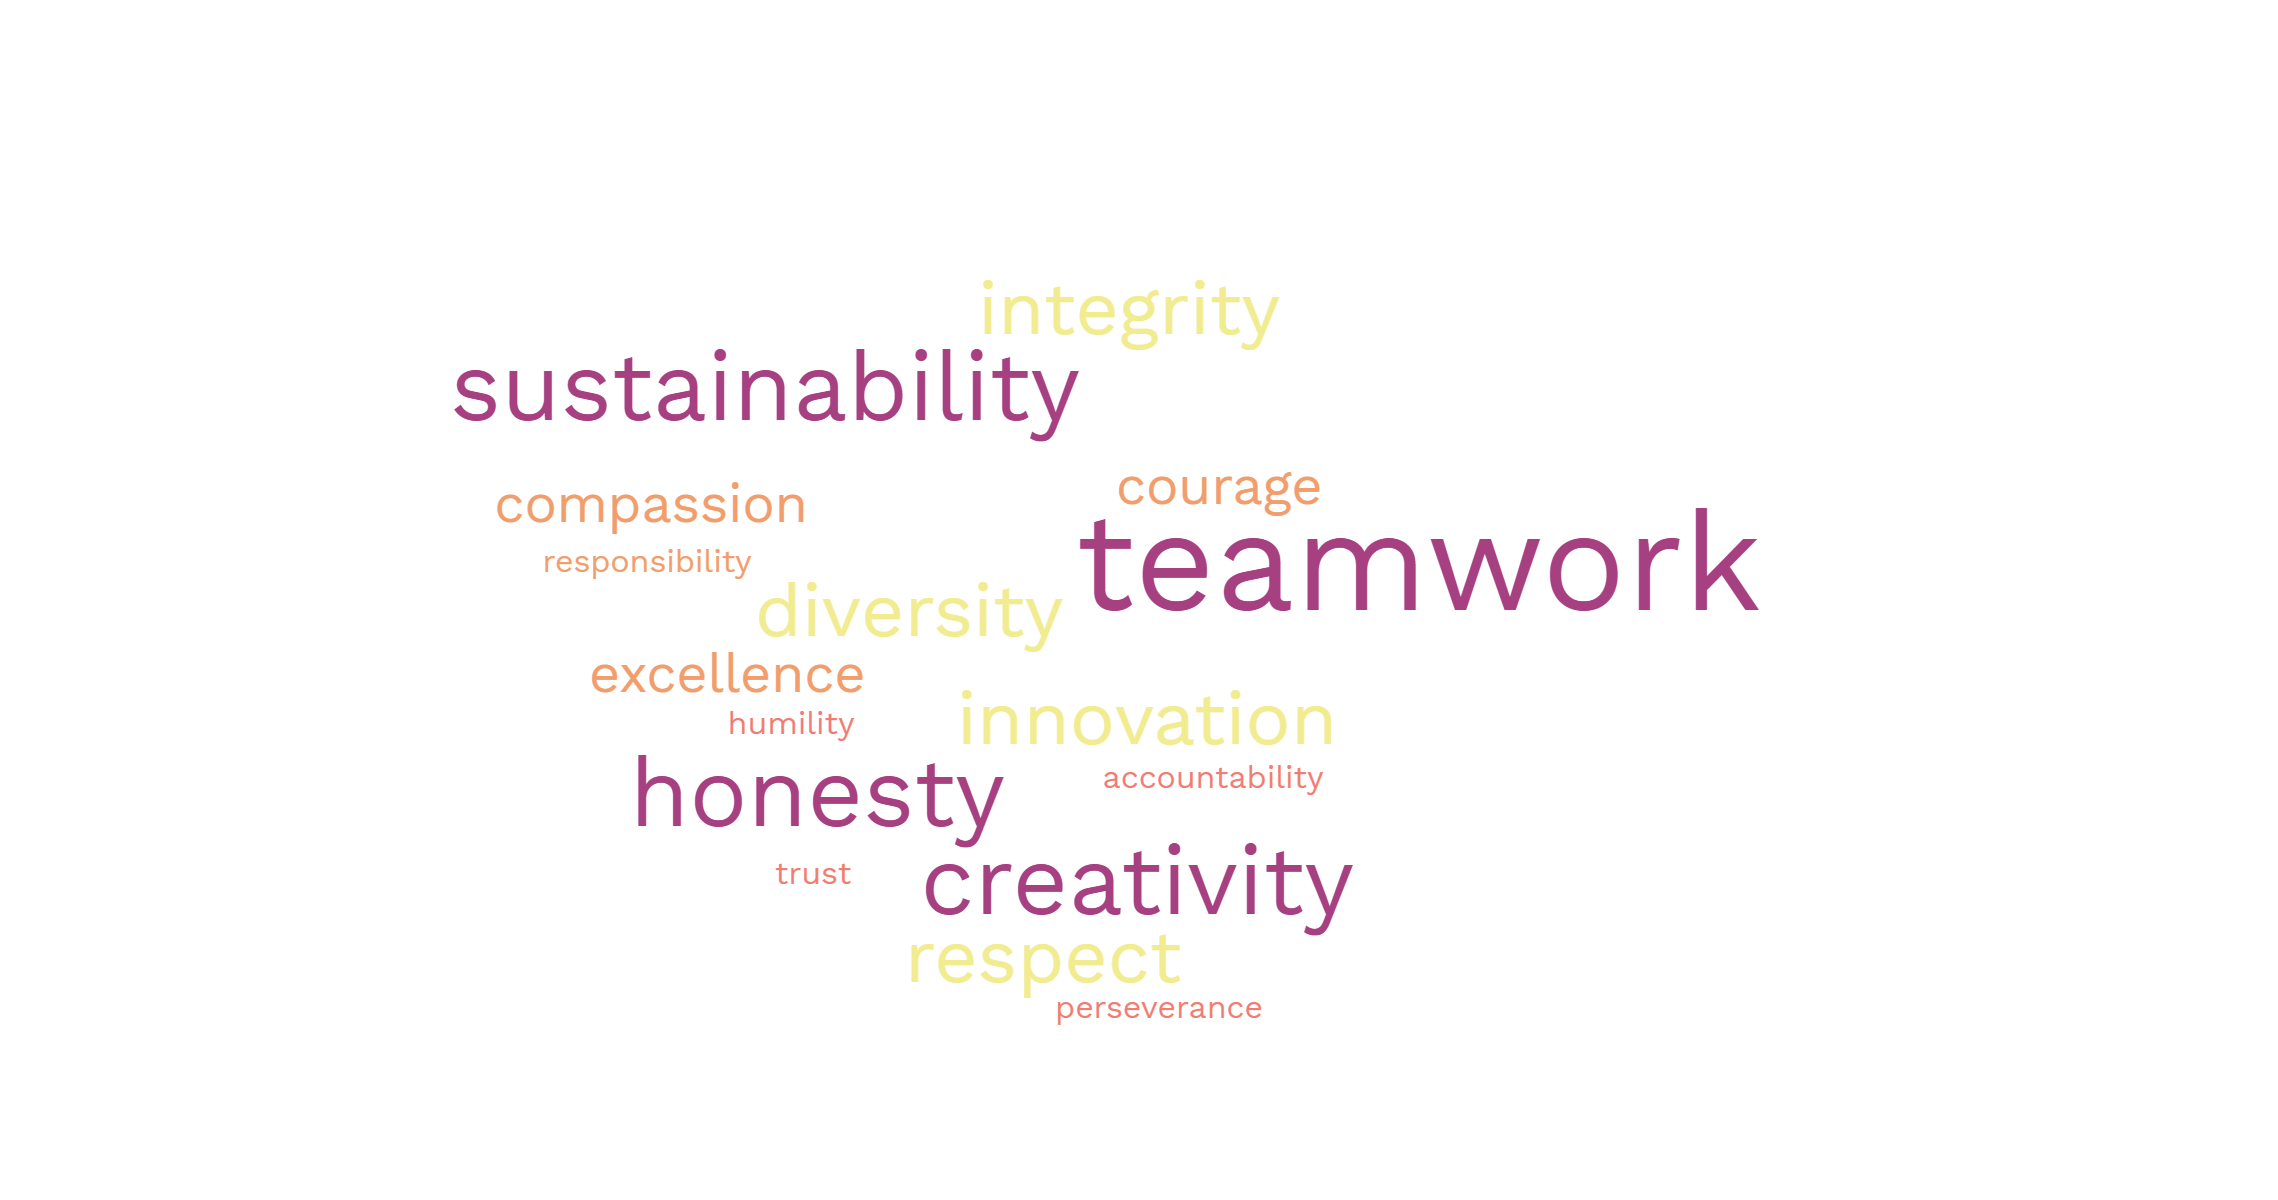 integrity
sustainability
courage
compassion
teamwork
responsibility
diversity
excellence
innovation
humility
accountability
honesty
trust
creativity
respect
perseverance